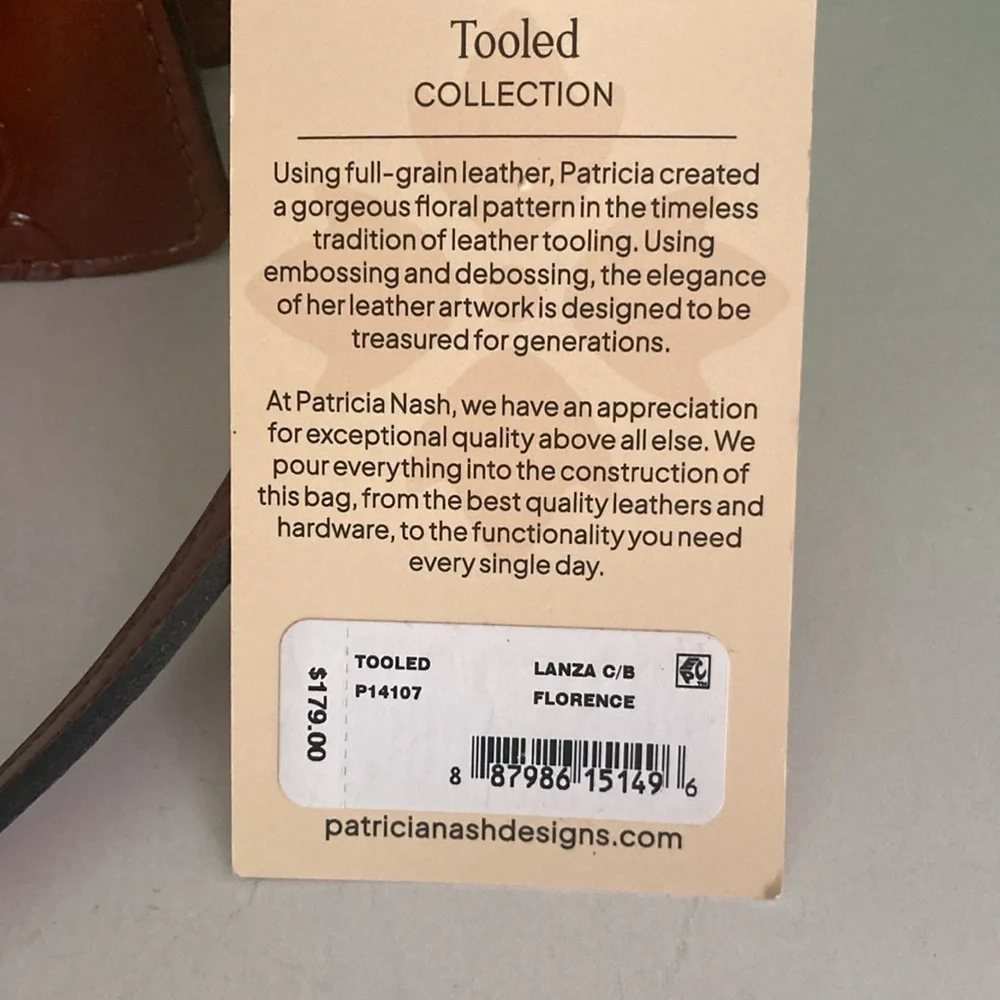 Tooled
COLLECTION
Using full-grain leather, Patricia created
a gorgeous floral pattern in the timeless
tradition of leather tooling. Using
embossing and debossing, the elegance
of her leather artwork is designed to be
treasured for generations.
At Patricia Nash, we have an appreciation
for exceptional quality above all else. We
pour everything into the construction of
this bag, from the best quality leathers and
hardware, to the functionality you need
every single day.
$179.00
TOOLED
P14107
LANZA C/B
FLORENCE
EPC
8 87986 15149 6
patricianashdesigns.com